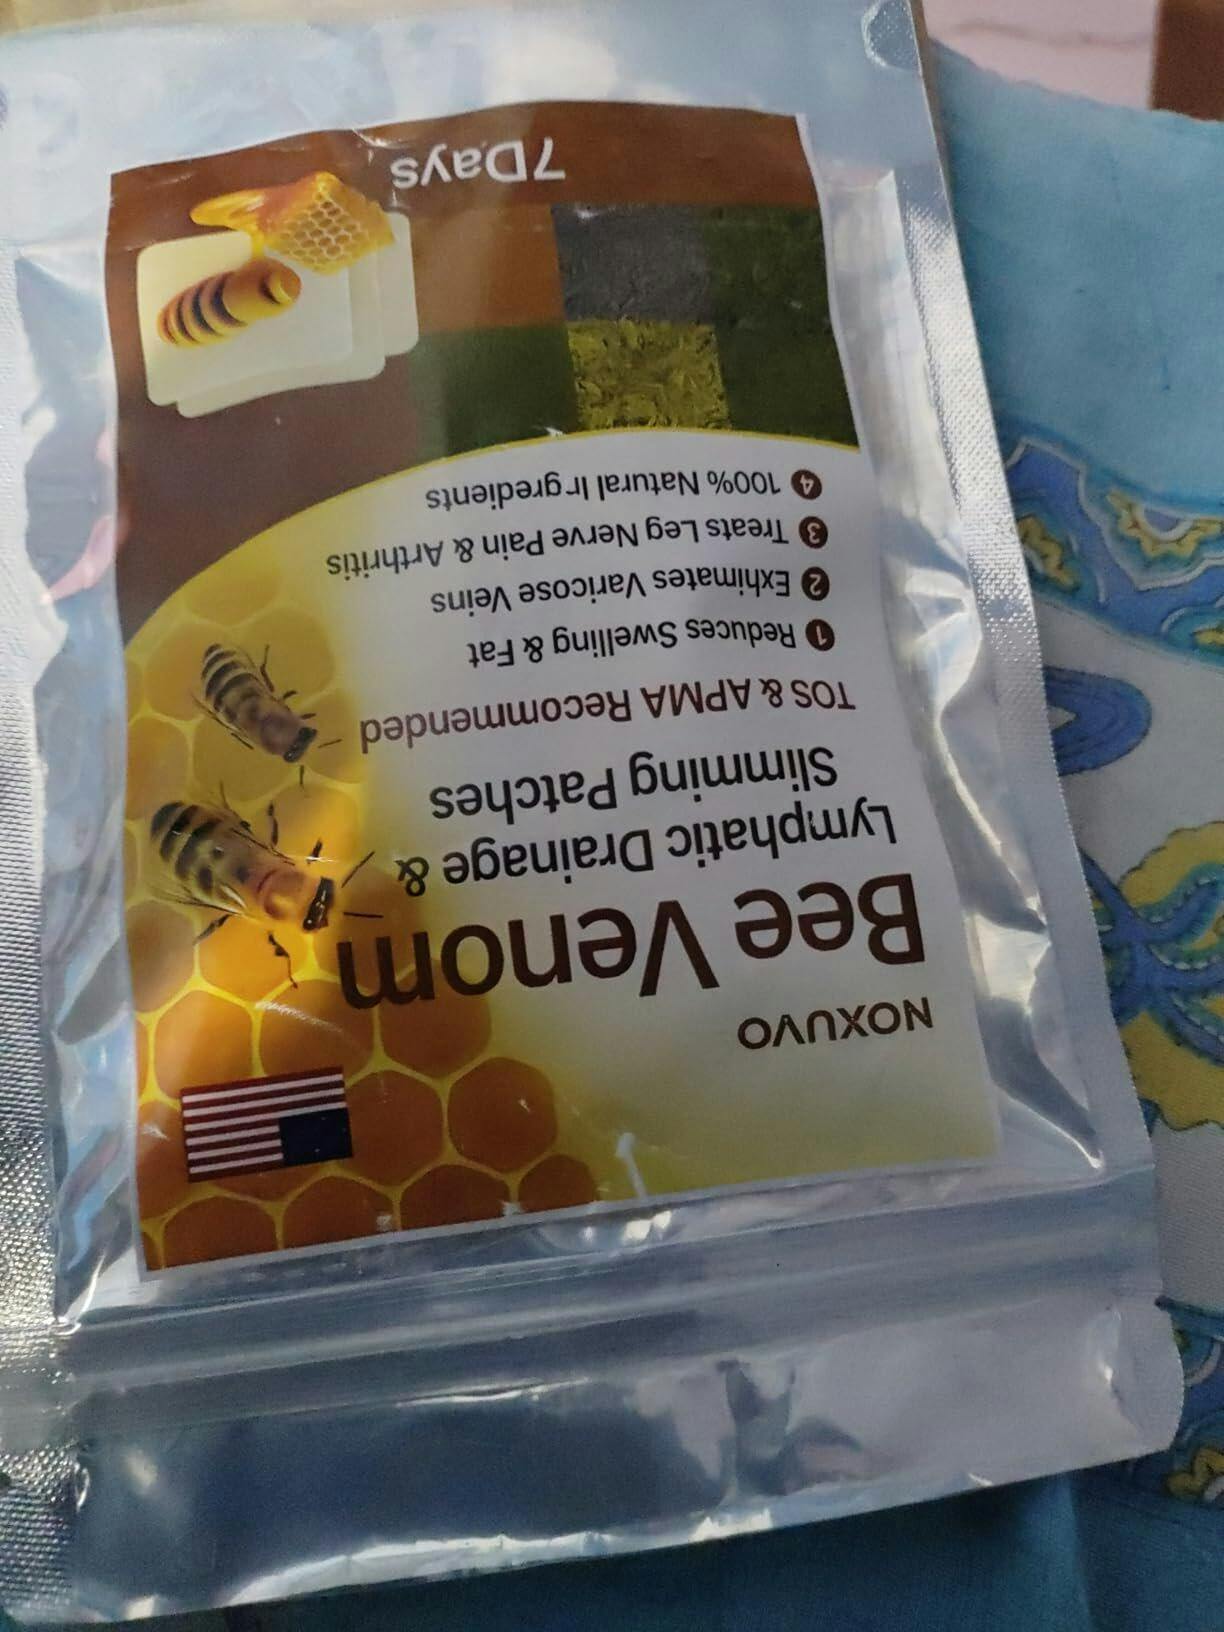 NOXUVO
Bee Venom
Lymphatic Drainage &
Slimming Patches
TOS & APMA Recommended
1 Reduces Swelling & Fat
2 Exhimates Varicose Veins
3 Treats Leg Nerve Pain & Arthritis
4 100% Natural Ir gredients
7Days